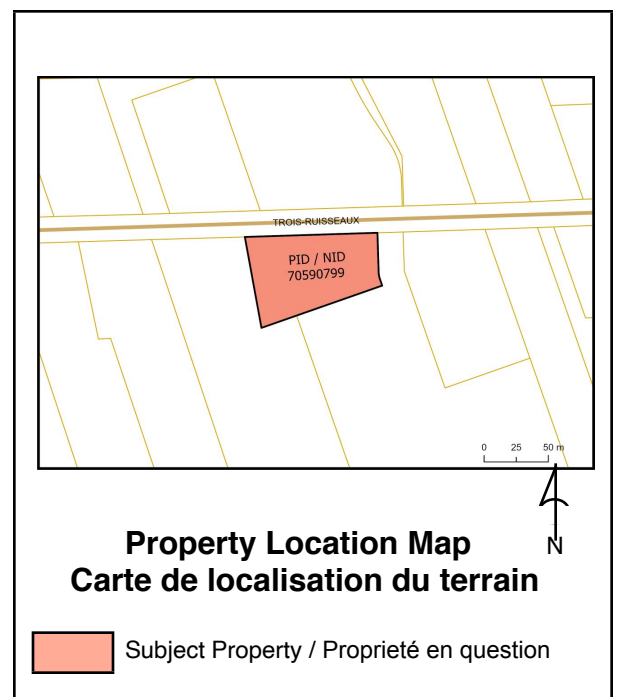 TROIS-RUISSEAUX
PID / NID
70590799
0 25 50 m
N
Property Location Map
Carte de localisation du terrain
Subject Property / Proprieté en question